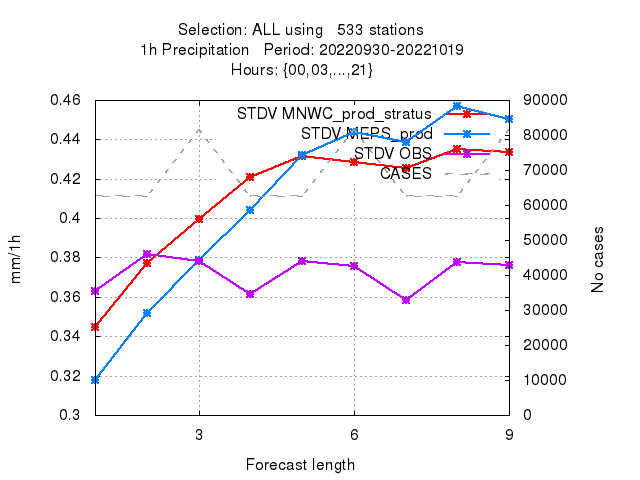 Selection: ALL using   533 stations
1h Precipitation   Period: 20220930-20221019
Hours: {00,03,...,21}
STDV MNWC_prod_stratus
STDV MEPS_prod
STDV OBS
CASES
0.46
0.44
0.42
0.4
0.38
0.36
0.34
0.32
0.3
90000
80000
70000
60000
50000
40000
30000
20000
10000
0
mm/1h
No cases
3 6 9
Forecast length